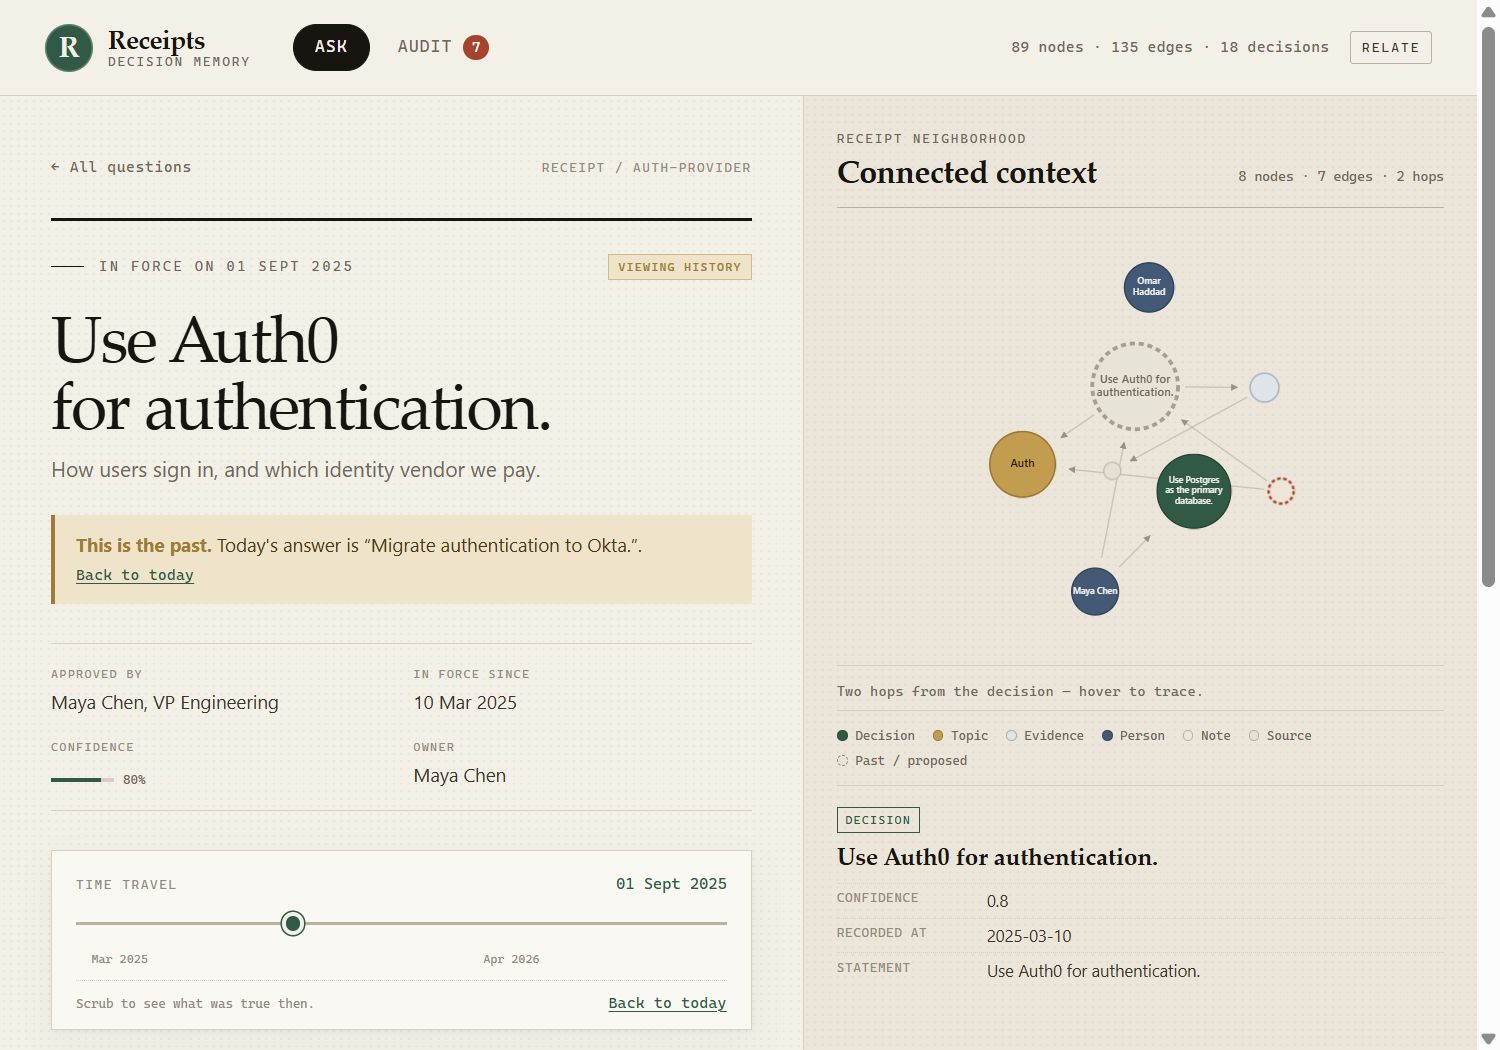 R
Receipts
DECISION MEMORY
ASK
AUDIT 7
89 nodes · 135 edges · 18 decisions
RELATE
← All questions
RECEIPT / AUTH-PROVIDER
IN FORCE ON 01 SEPT 2025
VIEWING HISTORY
Use Auth0
for authentication.
How users sign in, and which identity vendor we pay.
This is the past. Today's answer is “Migrate authentication to Okta.”.
Back to today
APPROVED BY
Maya Chen, VP Engineering
IN FORCE SINCE
10 Mar 2025
CONFIDENCE
80%
OWNER
Maya Chen
TIME TRAVEL
01 Sept 2025
Mar 2025
Apr 2026
Scrub to see what was true then.
Back to today
RECEIPT NEIGHBORHOOD
Connected context
8 nodes · 7 edges · 2 hops
Omar
Haddad
Use Auth0 for
authentication.
Auth
Use Postgres
as the primary
database.
Maya Chen
Two hops from the decision — hover to trace.
Decision
Topic
Evidence
Person
Note
Source
Past / proposed
DECISION
Use Auth0 for authentication.
CONFIDENCE
0.8
RECORDED AT
2025-03-10
STATEMENT
Use Auth0 for authentication.